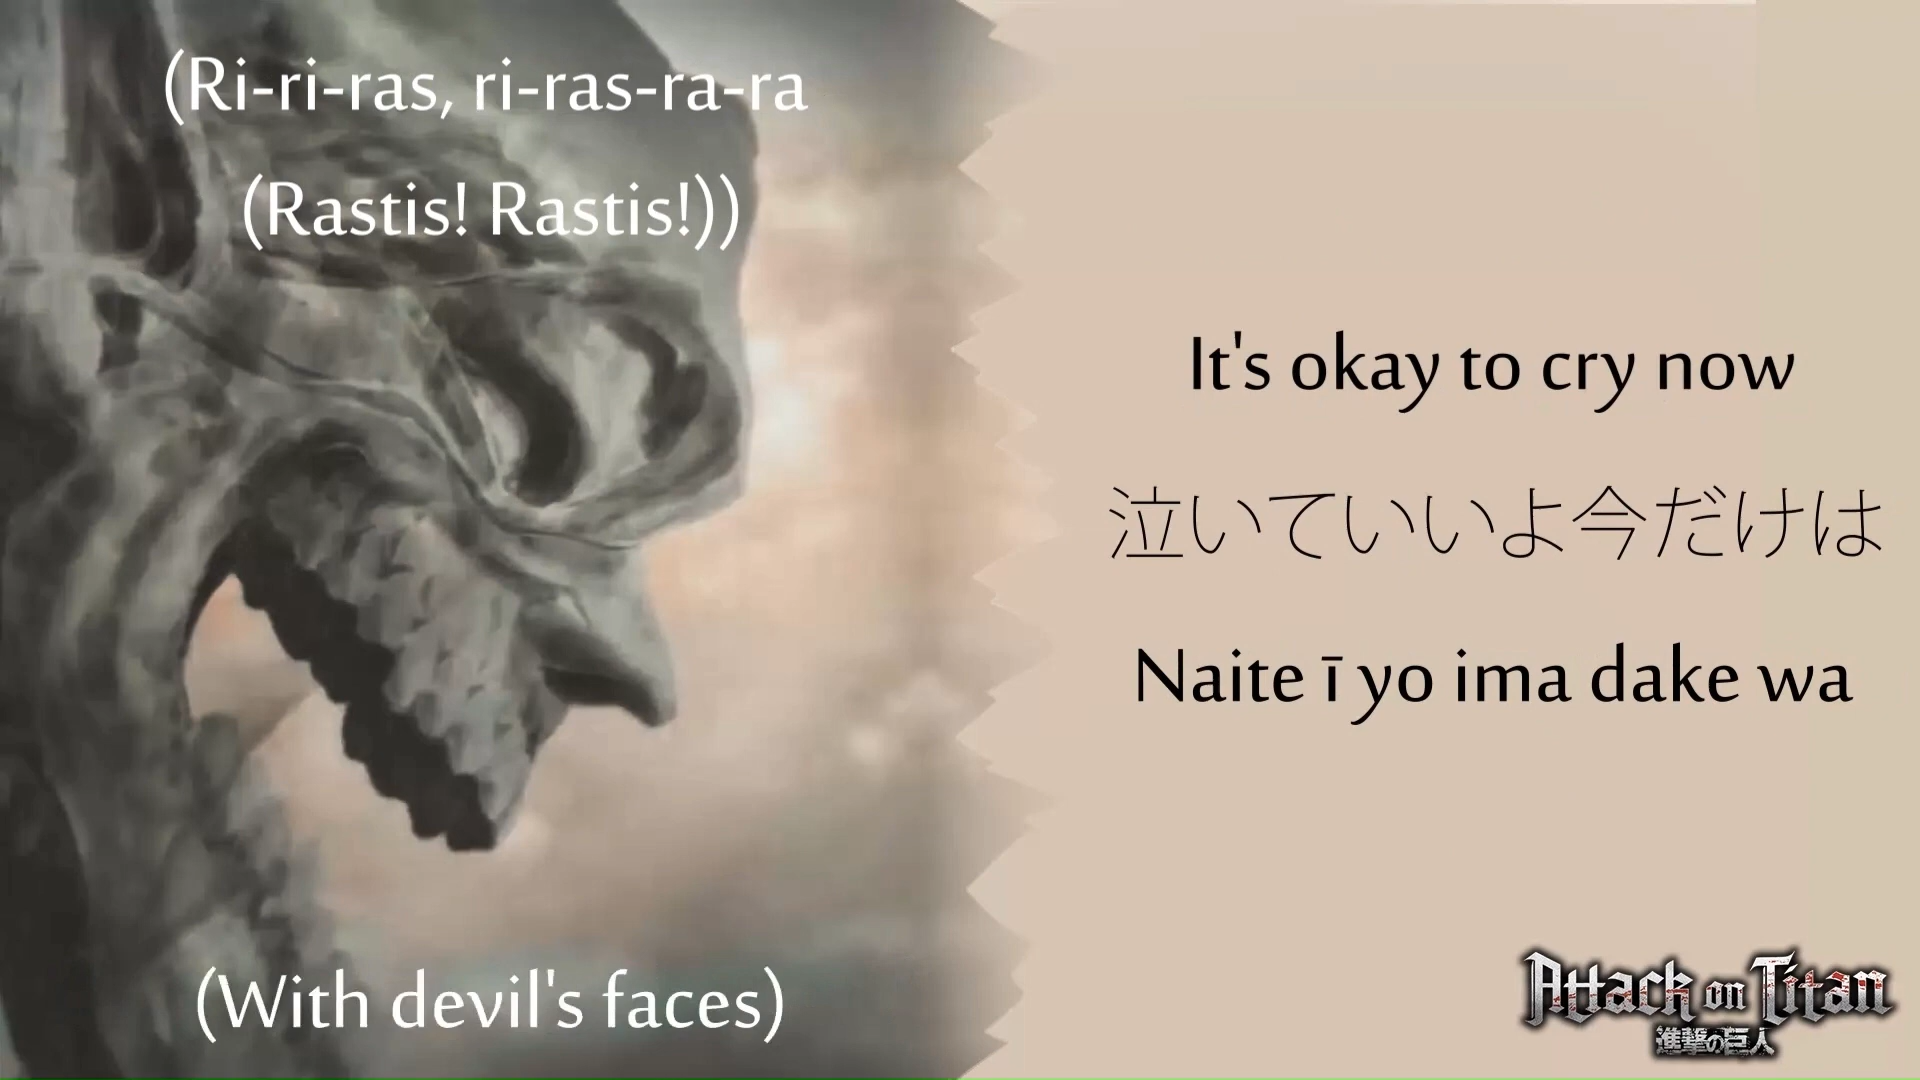 (Ri-ri-ras, ri-ras-ra-ra
(Rastis! Rastis!))
(With devil's faces)
It's okay to cry now
泣いていいよ今だけは
Naite ī yo ima dake wa
Attack on Titan
進撃の巨人